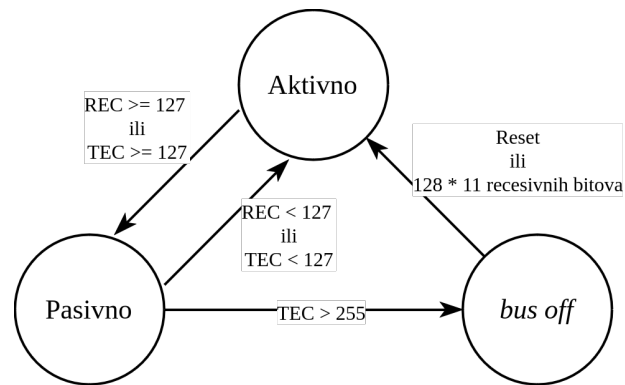 Aktivno
REC >= 127
ili
TEC >= 127
Reset
ili
128 * 11 recesivnih bitova
REC < 127
ili
TEC < 127
Pasivno
TEC > 255
bus off